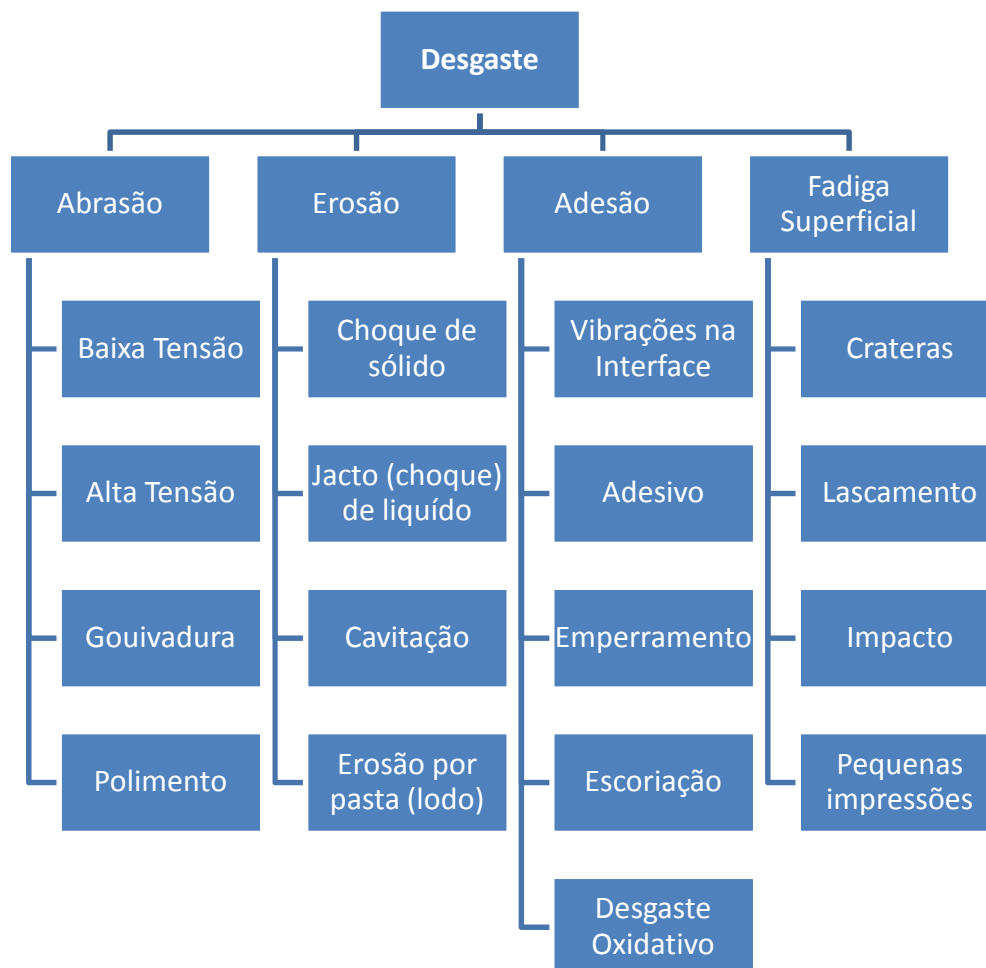 Desgaste
Abrasão
Baixa Tensão
Alta Tensão
Gouivadura
Polimento
Erosão
Choque de
sólido
Jacto (choque)
de liquído
Cavitação
Erosão por
pasta (lodo)
Adesão
Vibrações na
Interface
Adesivo
Emperramento
Escoriação
Desgaste
Oxidativo
Fadiga
Superficial
Crateras
Lascamento
Impacto
Pequenas
impressões